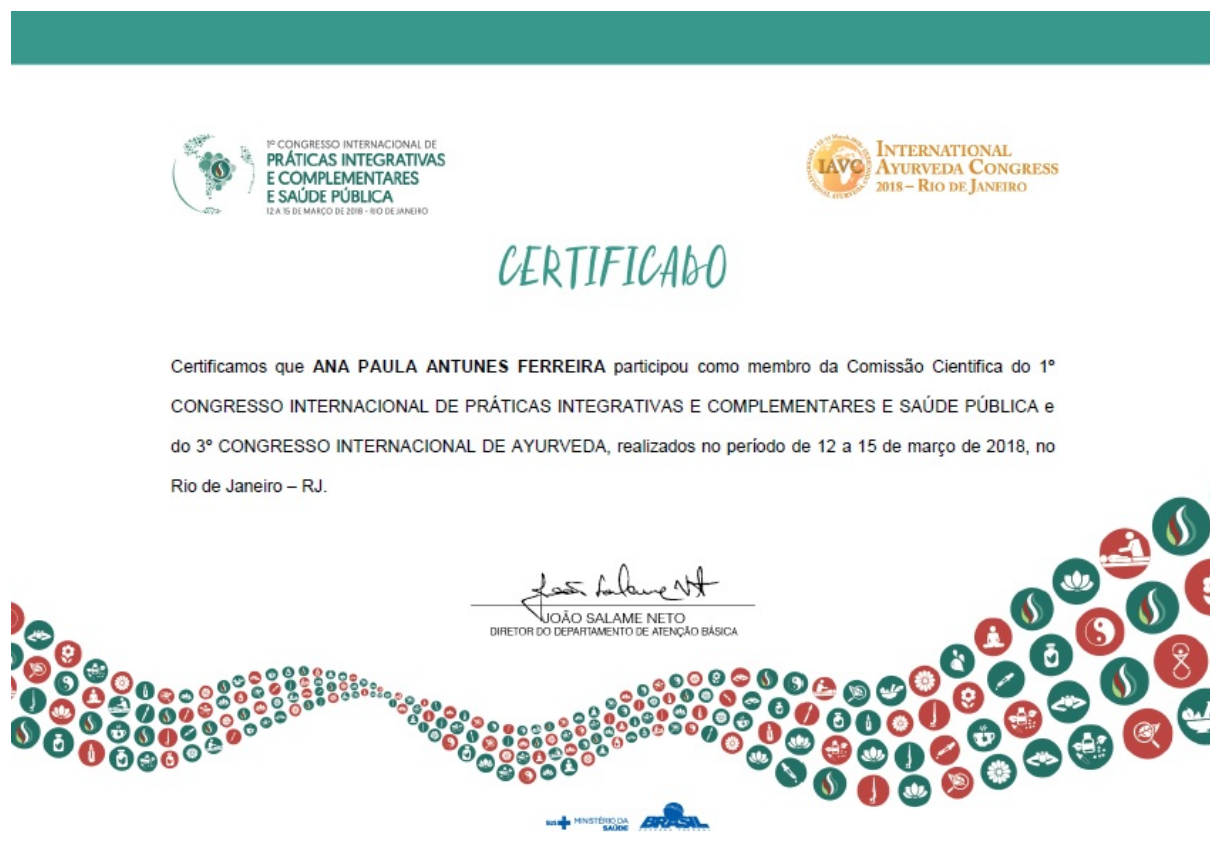 1º CONGRESSO INTERNACIONAL DE
PRÁTICAS INTEGRATIVAS
E COMPLEMENTARES
E SAÚDE PÚBLICA
12 A 15 DE MARÇO DE 2018 - RIO DE JANEIRO
IAVC
INTERNATIONAL
AYURVEDA CONGRESS
2018 – RIO DE JANEIRO
CERTIFICADO
Certificamos que ANA PAULA ANTUNES FERREIRA participou como membro da Comissão Científica do 1º
CONGRESSO INTERNACIONAL DE PRÁTICAS INTEGRATIVAS E COMPLEMENTARES E SAÚDE PÚBLICA e
do 3º CONGRESSO INTERNACIONAL DE AYURVEDA, realizados no período de 12 a 15 de março de 2018, no
Rio de Janeiro – RJ.
JOÃO SALAME NETO
DIRETOR DO DEPARTAMENTO DE ATENÇÃO BÁSICA
SUS MINISTÉRIO DA
SAÚDE
BRASIL